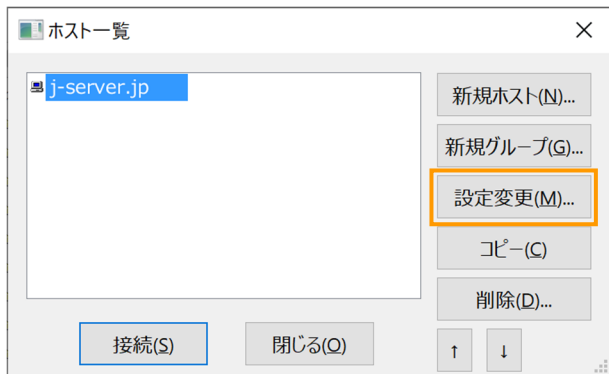 ホスト一覧
j-server.jp
新規ホスト(N)...
新規グループ(G)...
設定変更(M)...
コピー(C)
削除(D)...
接続(S)
閉じる(O)
↑
↓